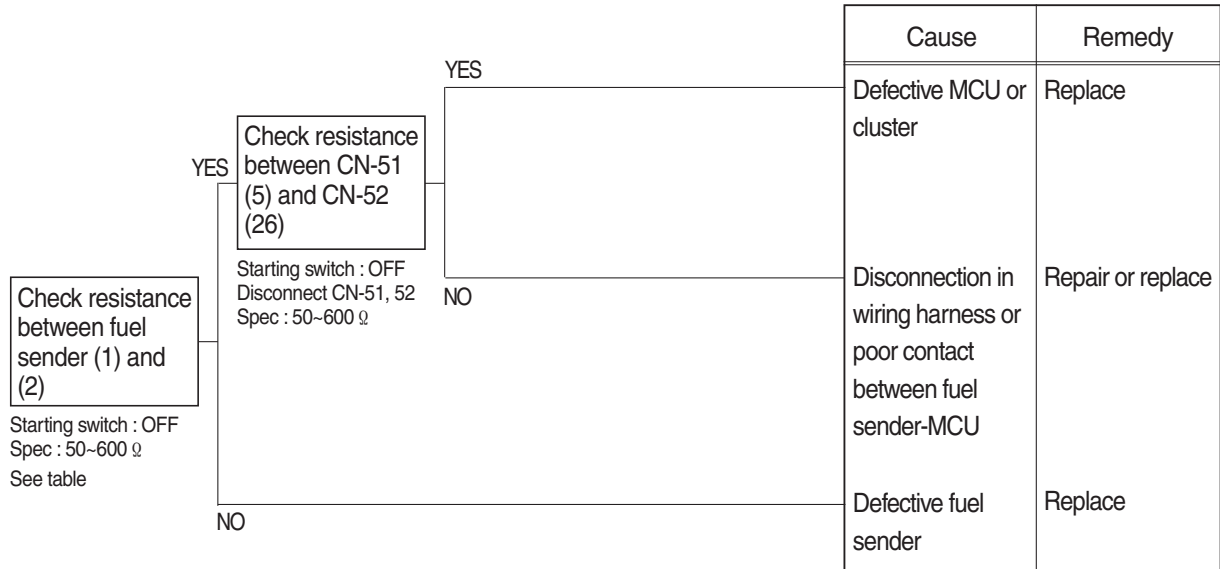 Cause
Remedy
YES
Defective MCU or
cluster
Replace
Check resistance
between CN-51
(5) and CN-52
(26)
YES
Starting switch : OFF
Disconnect CN-51, 52
Spec : 50~600 Ω
NO
Disconnection in
wiring harness or
poor contact
between fuel
sender-MCU
Repair or replace
Check resistance
between fuel
sender (1) and
(2)
Starting switch : OFF
Spec : 50~600 Ω
See table
NO
Defective fuel
sender
Replace